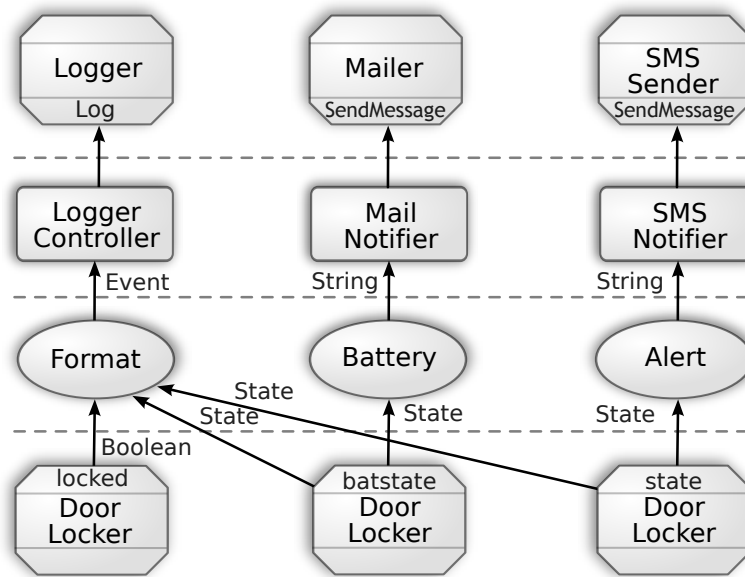 Logger
Log
Mailer
SendMessage
SMS
Sender
SendMessage
Logger
Controller
Mail
Notifier
SMS
Notifier
Event
String
String
Format
Battery
Alert
State
State
State
State
Boolean
locked
Door
Locker
batstate
Door
Locker
state
Door
Locker